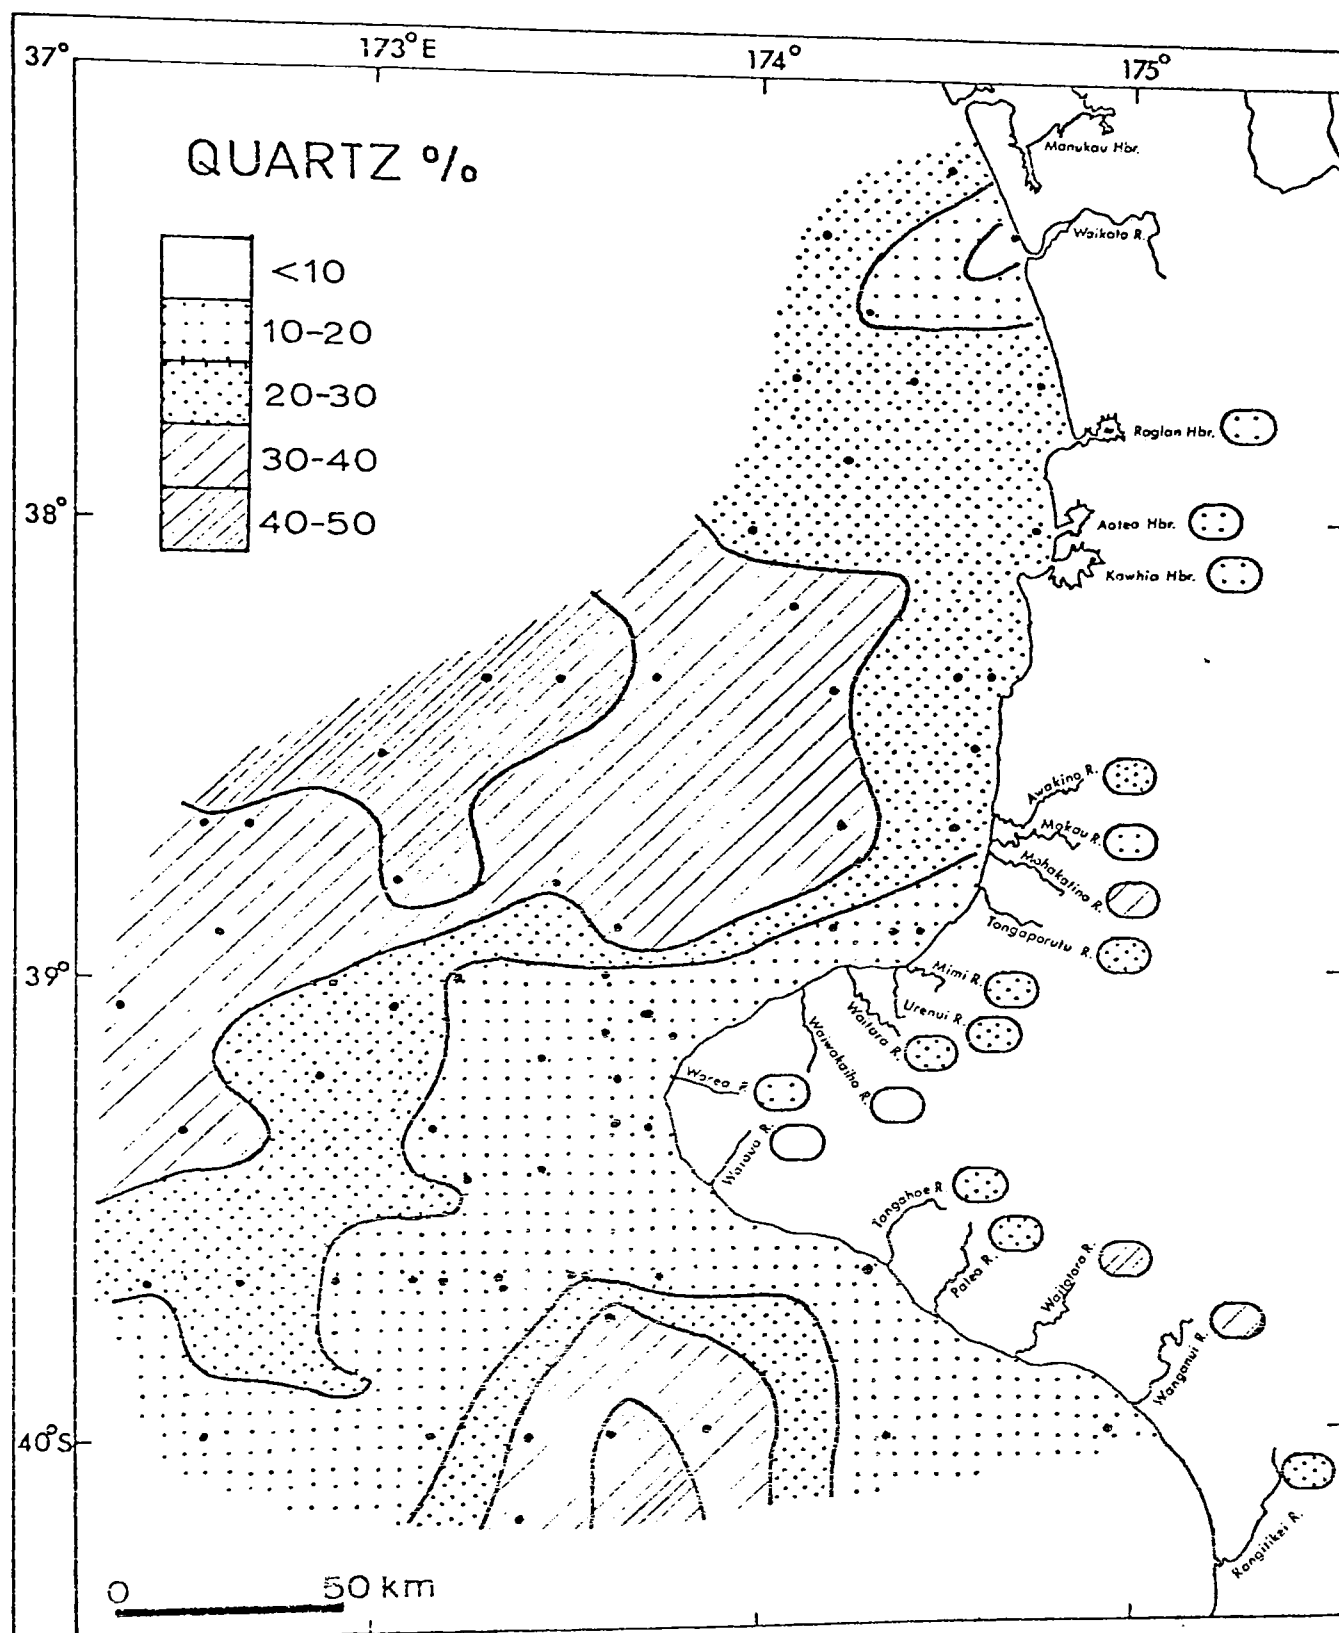 173° E
174°
175°
37°
QUARTZ %
<10
10-20
20-30
30-40
40-50
Manukau Hbr.
Waikato R.
Raglan Hbr.
38°
Aotea Hbr.
Kawhia Hbr.
Awakino R.
Mokau R.
Mohakatino R.
Tongaporutu R.
39°
Mimi R.
Urenui R.
Waitara R.
Waiwakaiho R.
Warea R.
Tangahoe R
Patea R.
Waitotara R.
Wanganui R.
40°S
Rangitikei R.
0 50 km